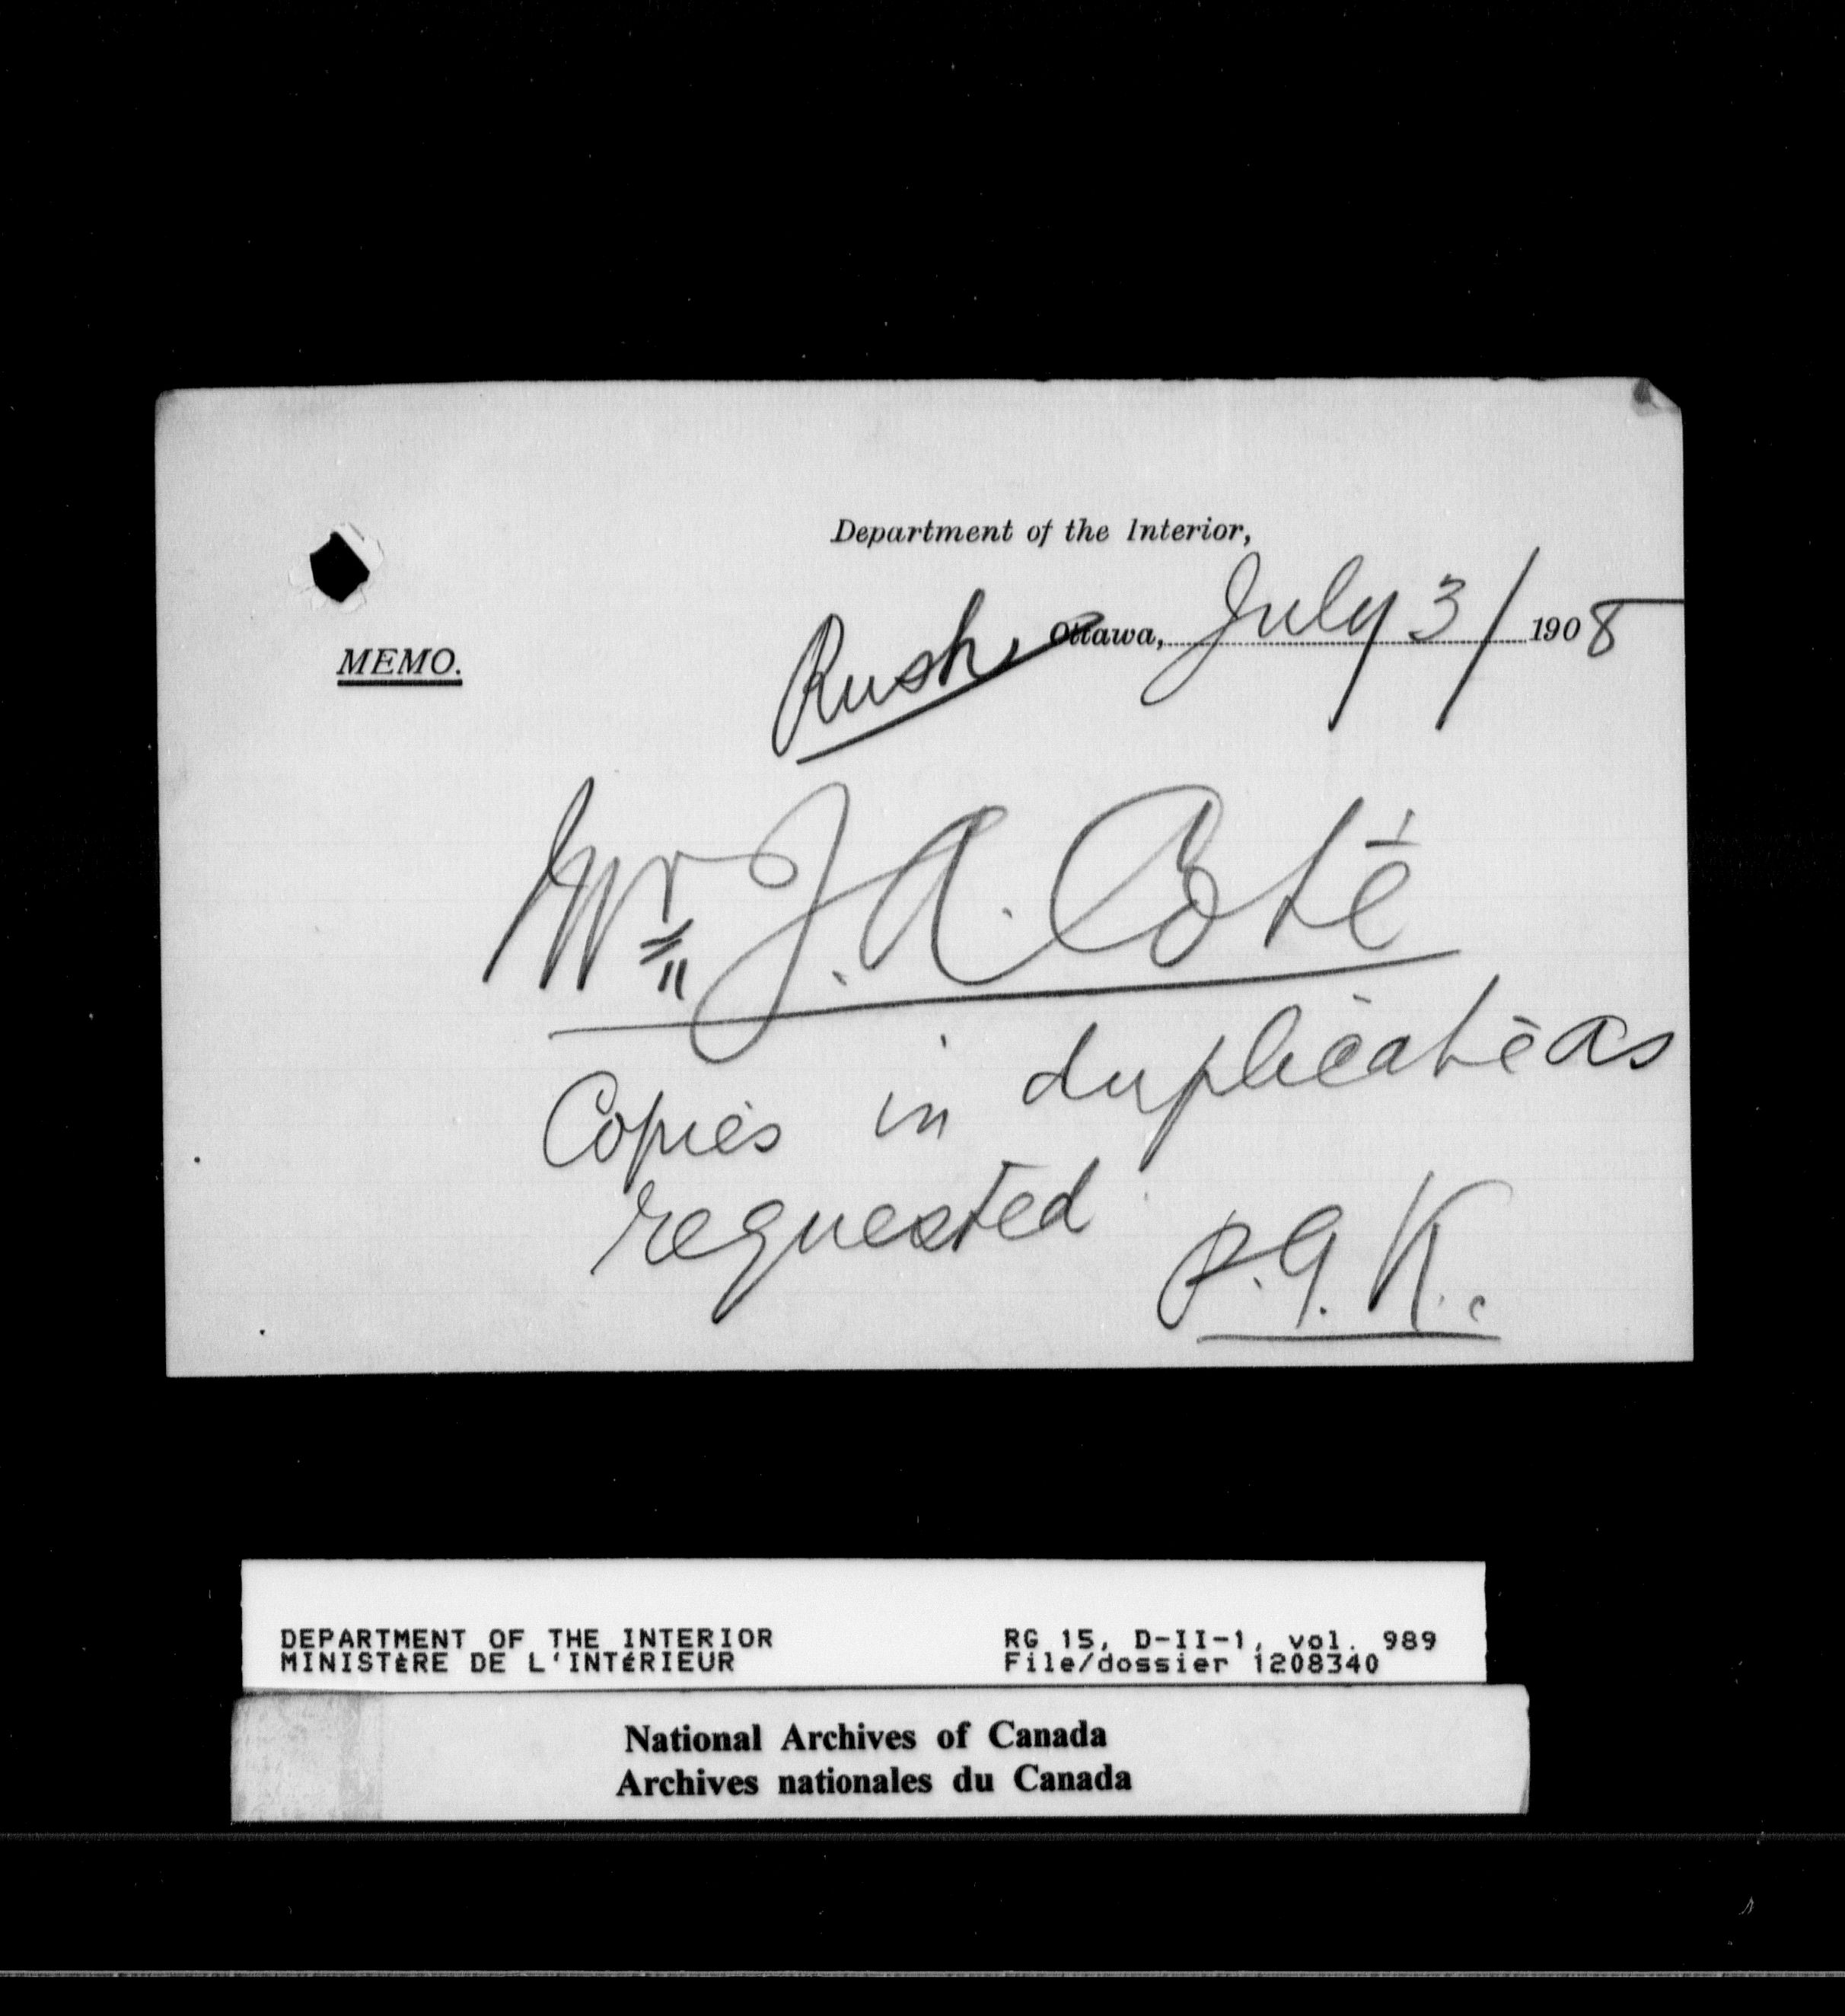 Department of the Interior,
MEMO.
Rush, Ottawa, July 3/ 1908
Mr. J. A. Coté
Copies in duplicate as
requested P. G. K.
DEPARTMENT OF THE INTERIOR RG 15, D-II-1, vol. 989
MINISTÈRE DE L'INTÉRIEUR File/dossier 1208340
National Archives of Canada
Archives nationales du Canada